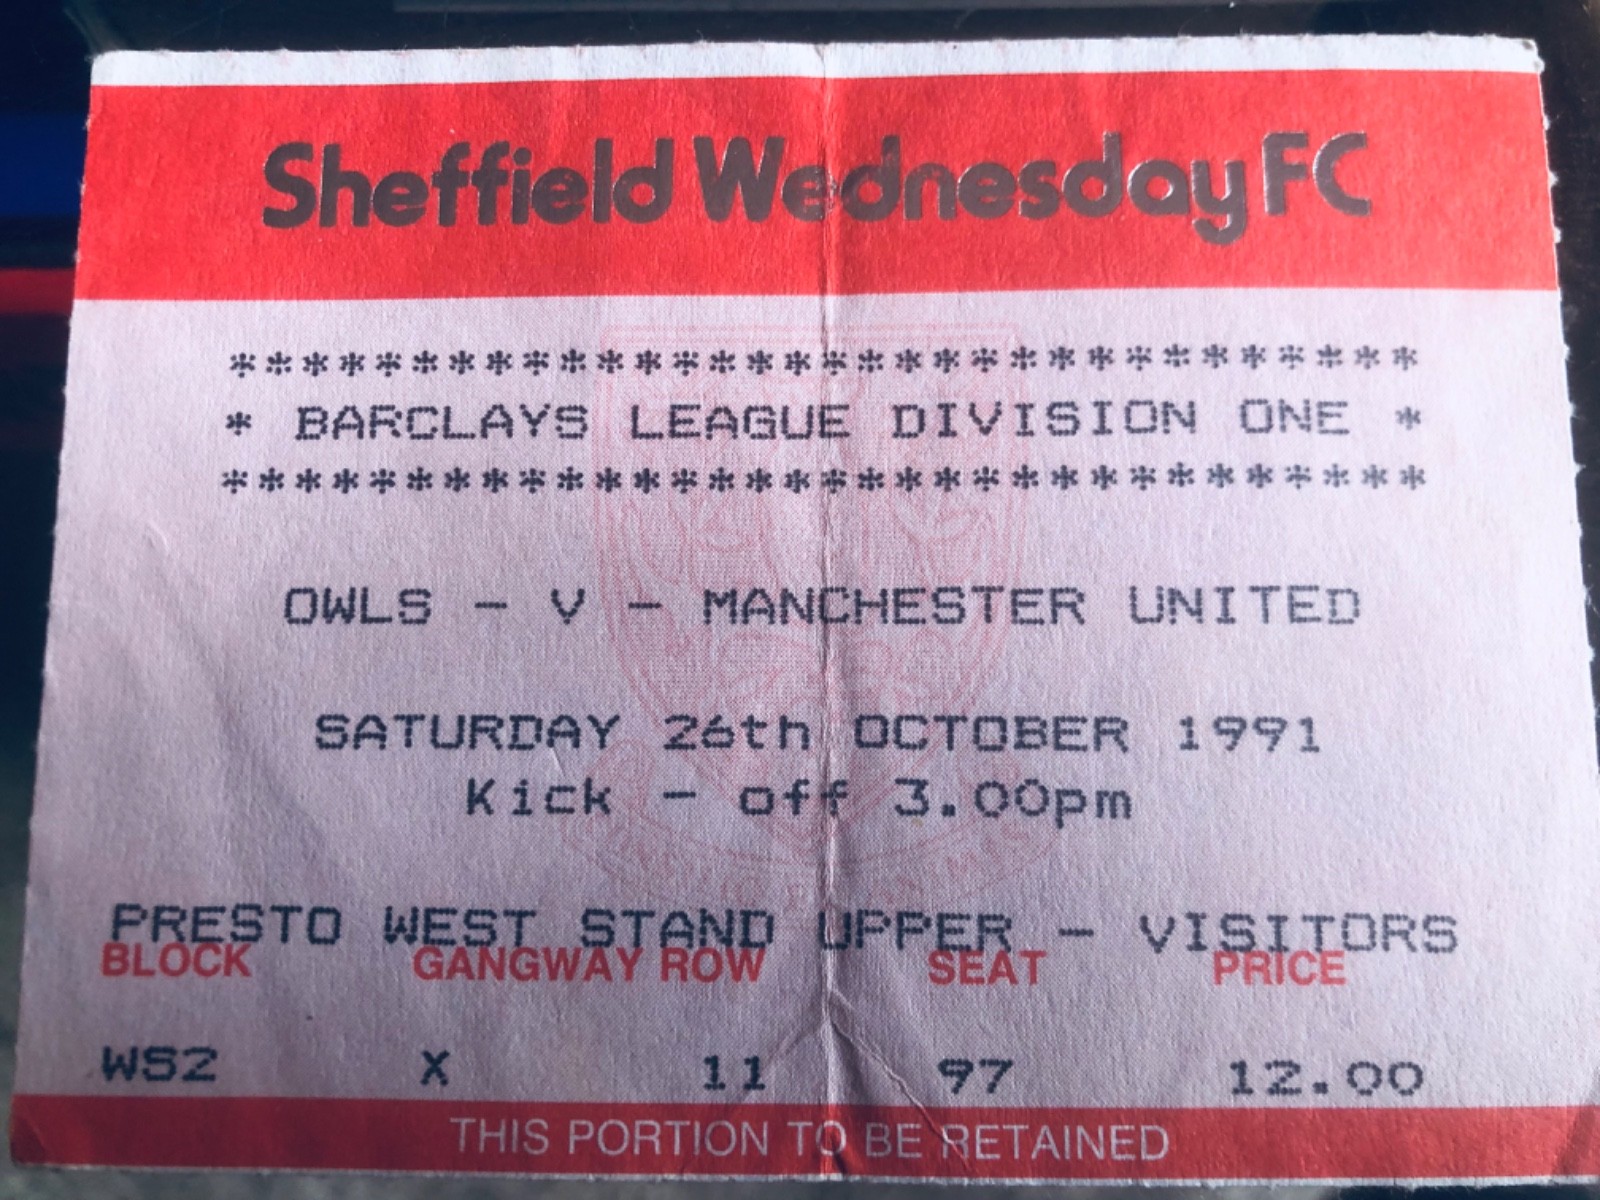 Sheffield Wednesday FC
********************************
* BARCLAYS LEAGUE DIVISION ONE *
********************************
OWLS - V - MANCHESTER UNITED
SATURDAY 26th OCTOBER 1991
Kick - off 3.00pm
PRESTO WEST STAND UPPER - VISITORS
BLOCK GANGWAY ROW SEAT PRICE
WS2 X 11 97 12.00
THIS PORTION TO BE RETAINED